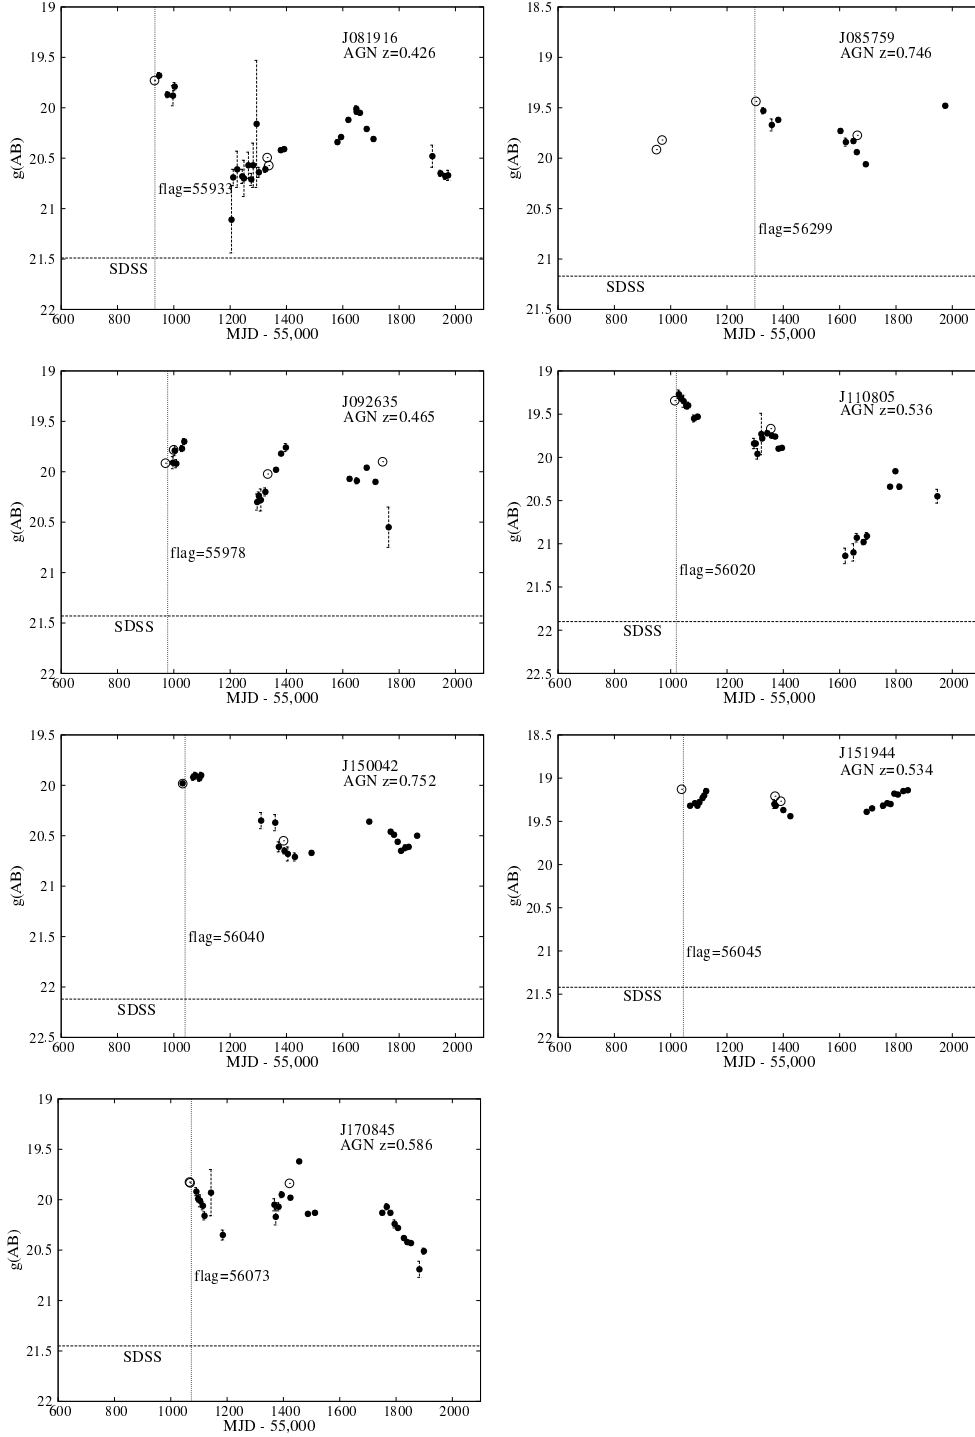 19
19.5
20
20.5
21
21.5
22
g(AB)
J081916
AGN z=0.426
flag=55933
SDSS
600 800 1000 1200 1400 1600 1800 2000
MJD - 55,000
18.5
19
19.5
20
20.5
21
21.5
g(AB)
J085759
AGN z=0.746
flag=56299
SDSS
600 800 1000 1200 1400 1600 1800 2000
MJD - 55,000
19
19.5
20
20.5
21
21.5
22
g(AB)
J092635
AGN z=0.465
flag=55978
SDSS
600 800 1000 1200 1400 1600 1800 2000
MJD - 55,000
19
19.5
20
20.5
21
21.5
22
22.5
g(AB)
J110805
AGN z=0.536
flag=56020
SDSS
600 800 1000 1200 1400 1600 1800 2000
MJD - 55,000
19.5
20
20.5
21
21.5
22
22.5
g(AB)
J150042
AGN z=0.752
flag=56040
SDSS
600 800 1000 1200 1400 1600 1800 2000
MJD - 55,000
18.5
19
19.5
20
20.5
21
21.5
22
g(AB)
J151944
AGN z=0.534
flag=56045
SDSS
600 800 1000 1200 1400 1600 1800 2000
MJD - 55,000
19
19.5
20
20.5
21
21.5
22
g(AB)
J170845
AGN z=0.586
flag=56073
SDSS
600 800 1000 1200 1400 1600 1800 2000
MJD - 55,000